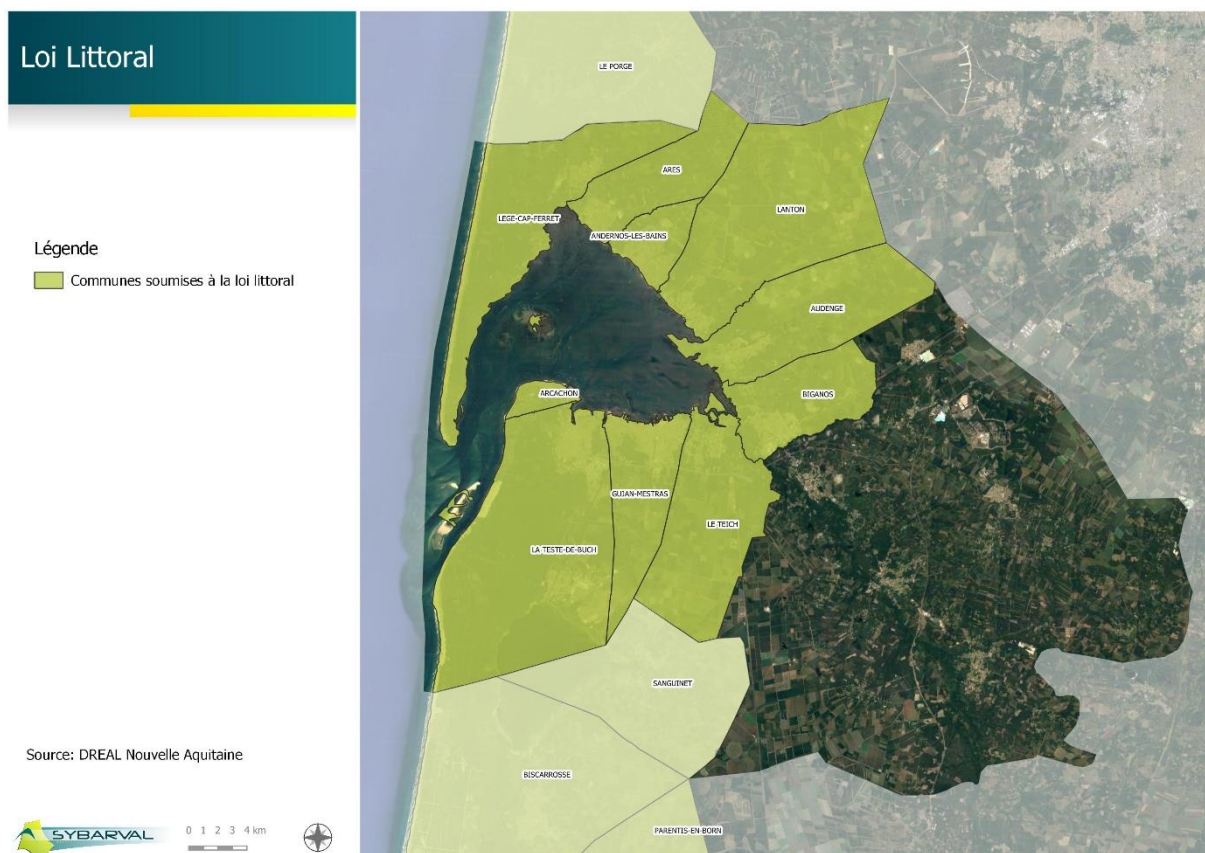 Loi Littoral
Légende
Communes soumises à la loi littoral
Source: DREAL Nouvelle Aquitaine
SYBARVAL
0 1 2 3 4 km
LE PORGE
ARES
LEGE-CAP-FERRET
ANDERNOS-LES-BAINS
LANTON
AUDENGE
ARCACHON
BIGANOS
GUJAN-MESTRAS
LE TEICH
LA TESTE-DE-BUCH
SANGUINET
BISCARROSSE
PARENTIS-EN-BORN